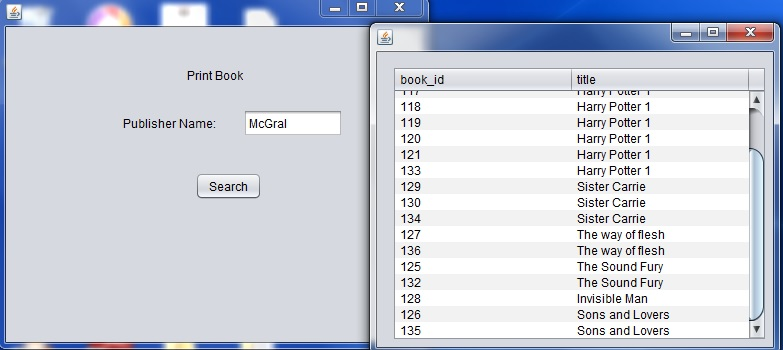 Print Book
Publisher Name: McGral
Search
book_id title
117 Harry Potter 1
118 Harry Potter 1
119 Harry Potter 1
120 Harry Potter 1
121 Harry Potter 1
133 Harry Potter 1
129 Sister Carrie
130 Sister Carrie
134 Sister Carrie
127 The way of flesh
136 The way of flesh
125 The Sound Fury
132 The Sound Fury
128 Invisible Man
126 Sons and Lovers
135 Sons and Lovers